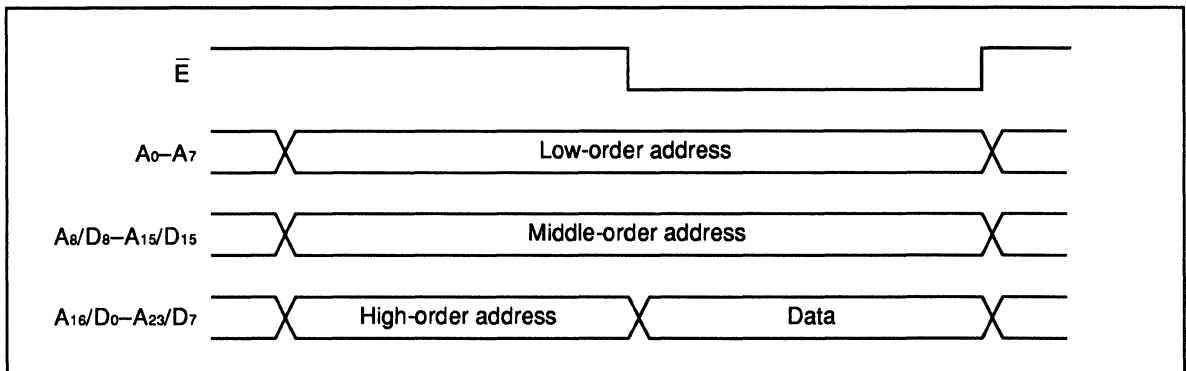 E̅
A₀–A₇
Low-order address
A₈/D₈–A₁₅/D₁₅
Middle-order address
A₁₆/D₀–A₂₃/D₇
High-order address
Data